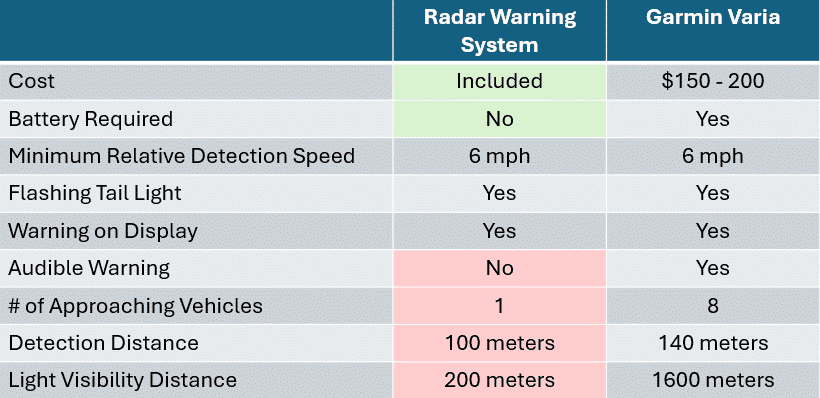 Radar Warning System Garmin Varia
Cost Included $150 - 200
Battery Required No Yes
Minimum Relative Detection Speed 6 mph 6 mph
Flashing Tail Light Yes Yes
Warning on Display Yes Yes
Audible Warning No Yes
# of Approaching Vehicles 1 8
Detection Distance 100 meters 140 meters
Light Visibility Distance 200 meters 1600 meters